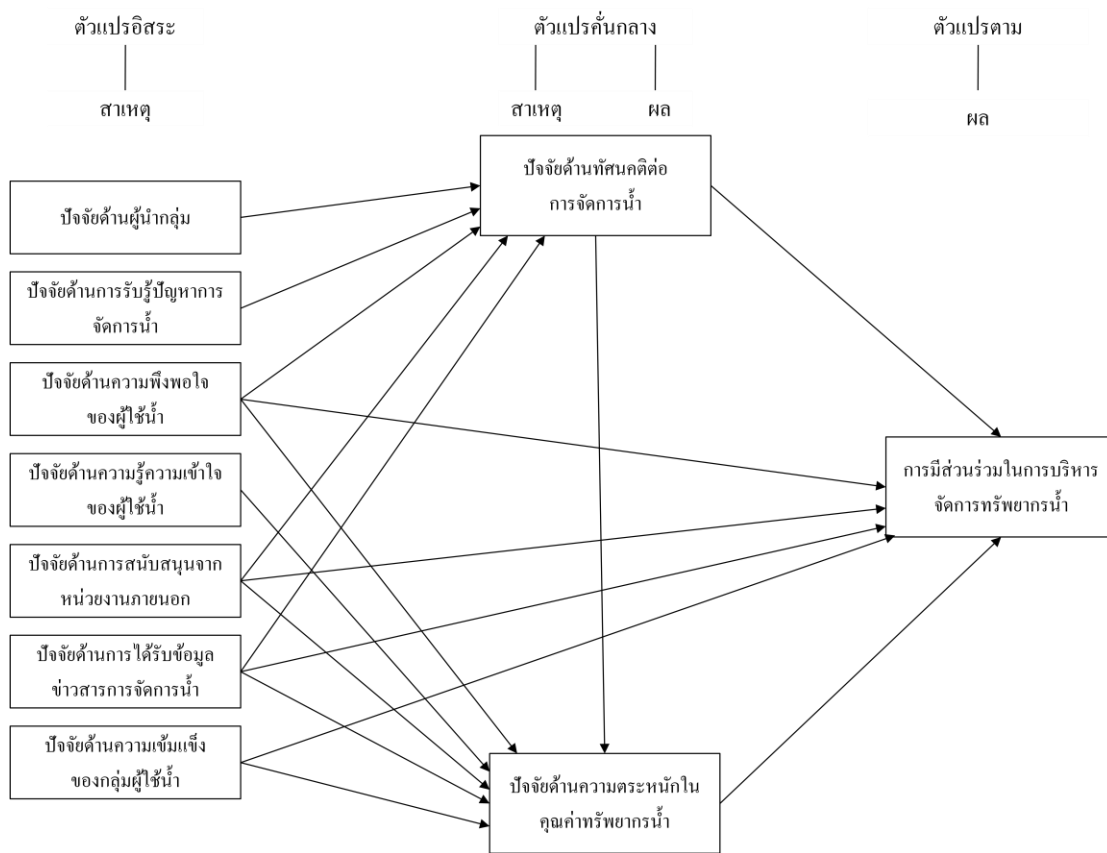 ตัวแปรอิสระ
ตัวแปรคั่นกลาง
ตัวแปรตาม
สาเหตุ
สาเหตุ
ผล
ผล
ปัจจัยด้านทัศนคติต่อ
การจัดการน้ำ
ปัจจัยด้านผู้นำกลุ่ม
ปัจจัยด้านการรับรู้ปัญหาการ
จัดการน้ำ
ปัจจัยด้านความพึงพอใจ
ของผู้ใช้น้ำ
ปัจจัยด้านความรู้ความเข้าใจ
ของผู้ใช้น้ำ
การมีส่วนร่วมในการบริหาร
จัดการทรัพยากรน้ำ
ปัจจัยด้านการสนับสนุนจาก
หน่วยงานภายนอก
ปัจจัยด้านการได้รับข้อมูล
ข่าวสารการจัดการน้ำ
ปัจจัยด้านความเข้มแข็ง
ของกลุ่มผู้ใช้น้ำ
ปัจจัยด้านความตระหนักใน
คุณค่าทรัพยากรน้ำ